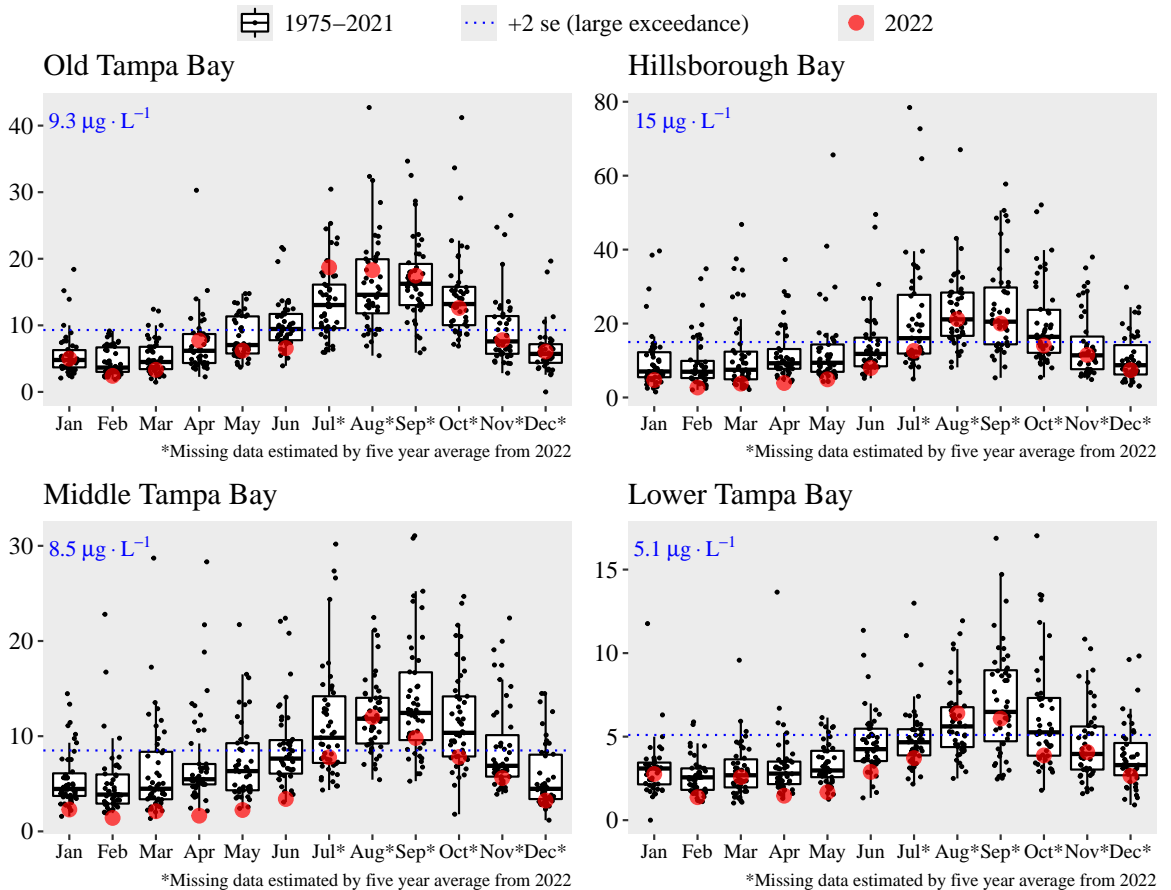 1975–2021 +2 se (large exceedance) 2022
Old Tampa Bay
9.3 μg · L⁻¹
40
30
20
10
0
Jan Feb Mar Apr May Jun Jul* Aug* Sep* Oct* Nov* Dec*
*Missing data estimated by five year average from 2022
Hillsborough Bay
15 μg · L⁻¹
80
60
40
20
0
Jan Feb Mar Apr May Jun Jul* Aug* Sep* Oct* Nov* Dec*
*Missing data estimated by five year average from 2022
Middle Tampa Bay
8.5 μg · L⁻¹
30
20
10
0
Jan Feb Mar Apr May Jun Jul* Aug* Sep* Oct* Nov* Dec*
*Missing data estimated by five year average from 2022
Lower Tampa Bay
5.1 μg · L⁻¹
15
10
5
0
Jan Feb Mar Apr May Jun Jul* Aug* Sep* Oct* Nov* Dec*
*Missing data estimated by five year average from 2022